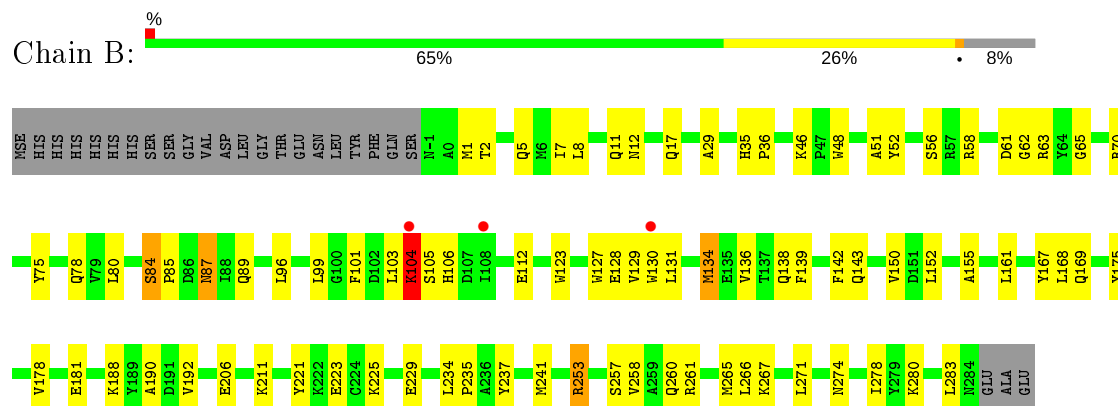 %
Chain B:
65%
26%
•
8%
MSE HIS HIS HIS HIS HIS HIS SER SER GLY VAL ASP LEU GLY THR GLU ASN LEU TYR PHE GLN SER N-1 A0 M1 T2 Q5 M6 I7 L8 Q11 N12 Q17 A29 H35 P36 K46 P47 W48 A51 Y52 S56 R57 R58 D61 G62 R63 Y64 G65
Y75 Q78 V79 L80 S84 P85 D86 N87 I88 Q89 L96 L99 G100 F101 D102 L103 K104 S105 H106 D107 I108 E112 W123 W127 E128 V129 W130 L131 M134 E135 V136 T137 Q138 F139 F142 Q143 V150 D151 L152 A155 L161 Y167 L168 Q169
V178 E181 K188 Y189 A190 D191 V192 E206 K211 Y221 K222 E223 C224 K225 E229 L234 P235 A236 Y237 M241 R253 S257 V258 A259 Q260 R261 M265 L266 K267 L271 N274 I278 Y279 K280 L283 N284 GLU ALA GLU